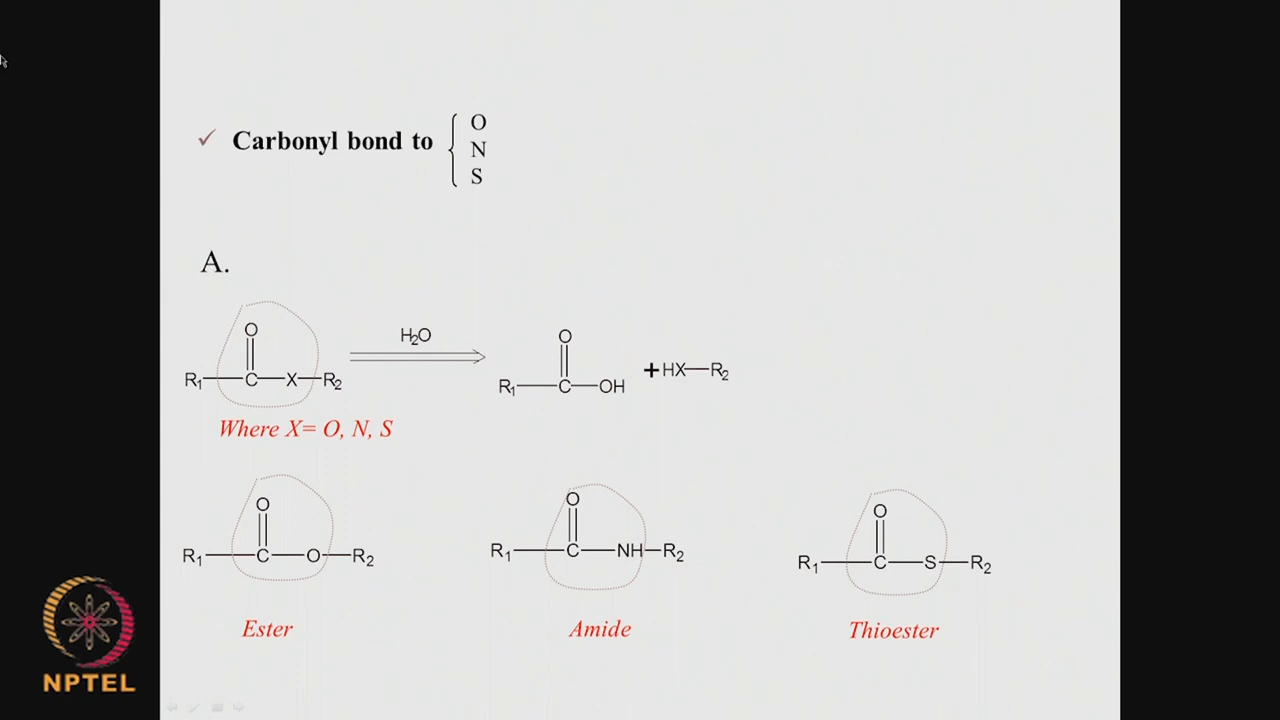 ✓ Carbonyl bond to { O
N
S
A.
O
R₁—C—X—R₂
H₂O
O
R₁—C—OH
+HX—R₂
Where X= O, N, S
O
R₁—C—O—R₂
O
R₁—C—NH—R₂
O
R₁—C—S—R₂
Ester
Amide
Thioester
NPTEL